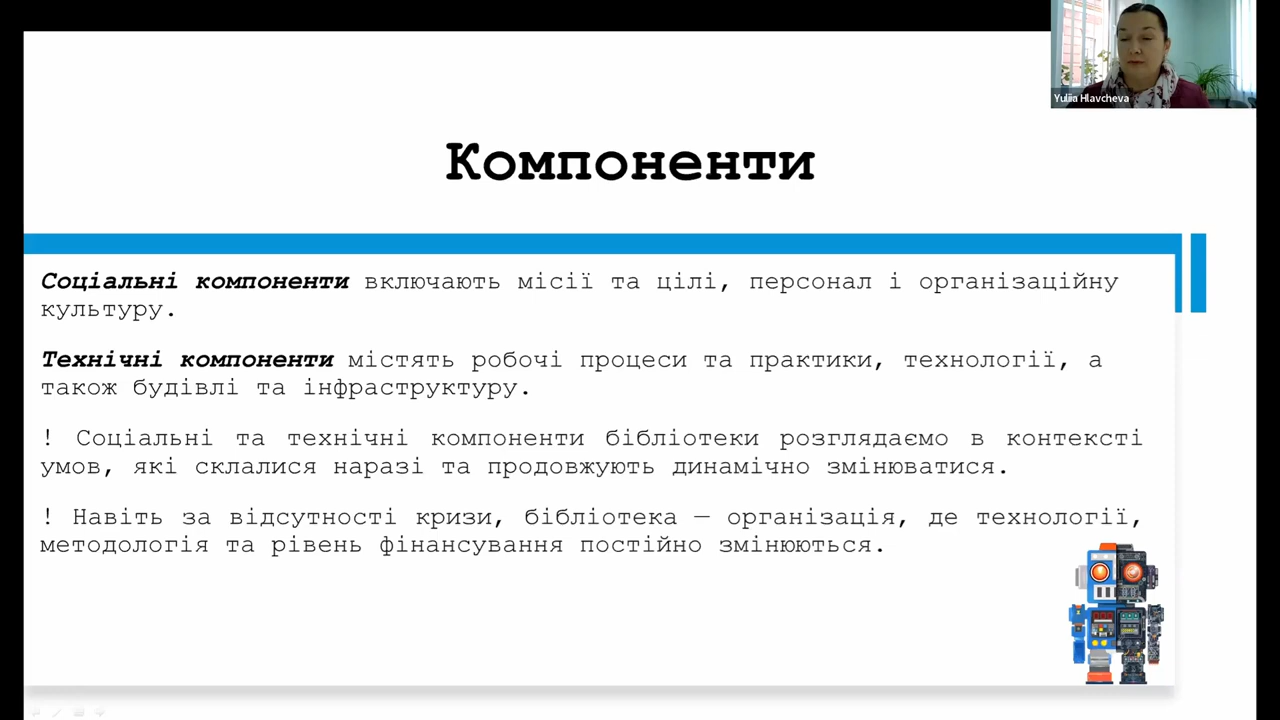 Yuliia Hlavcheva
Компоненти
Соціальні компоненти включають місії та цілі, персонал і організаційну
культуру.
Технічні компоненти містять робочі процеси та практики, технології, а
також будівлі та інфраструктуру.
! Соціальні та технічні компоненти бібліотеки розглядаємо в контексті
умов, які склалися наразі та продовжують динамічно змінюватися.
! Навіть за відсутності кризи, бібліотека — організація, де технології,
методологія та рівень фінансування постійно змінюються.